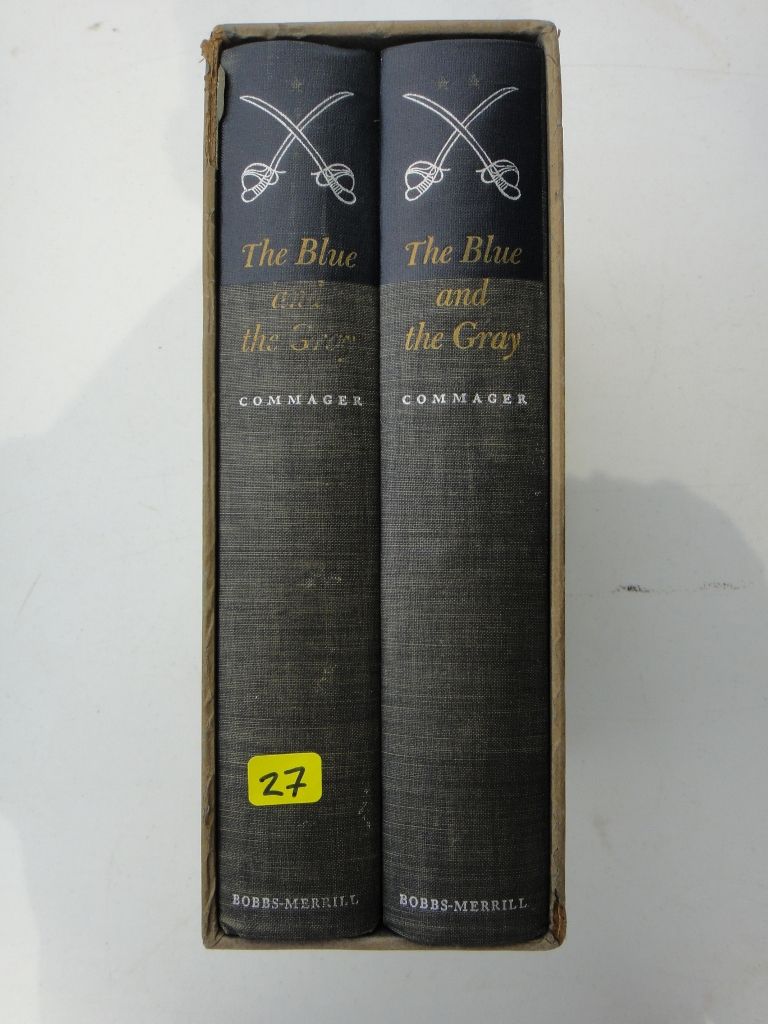 The Blue
and
the Gray
COMMAGER
27
BOBBS-MERRILL
The Blue
and
the Gray
COMMAGER
BOBBS-MERRILL